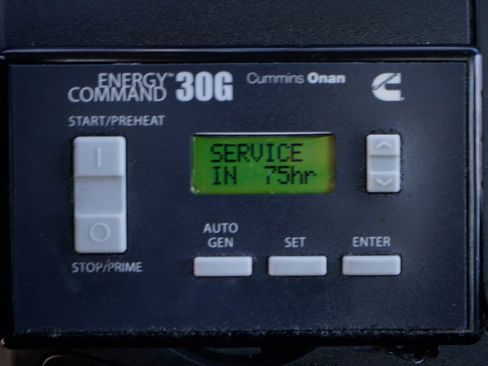 ENERGY™ COMMAND 30G
Cummins Onan
START/PREHEAT
SERVICE
IN 75hr
AUTO GEN
SET
ENTER
STOP/PRIME